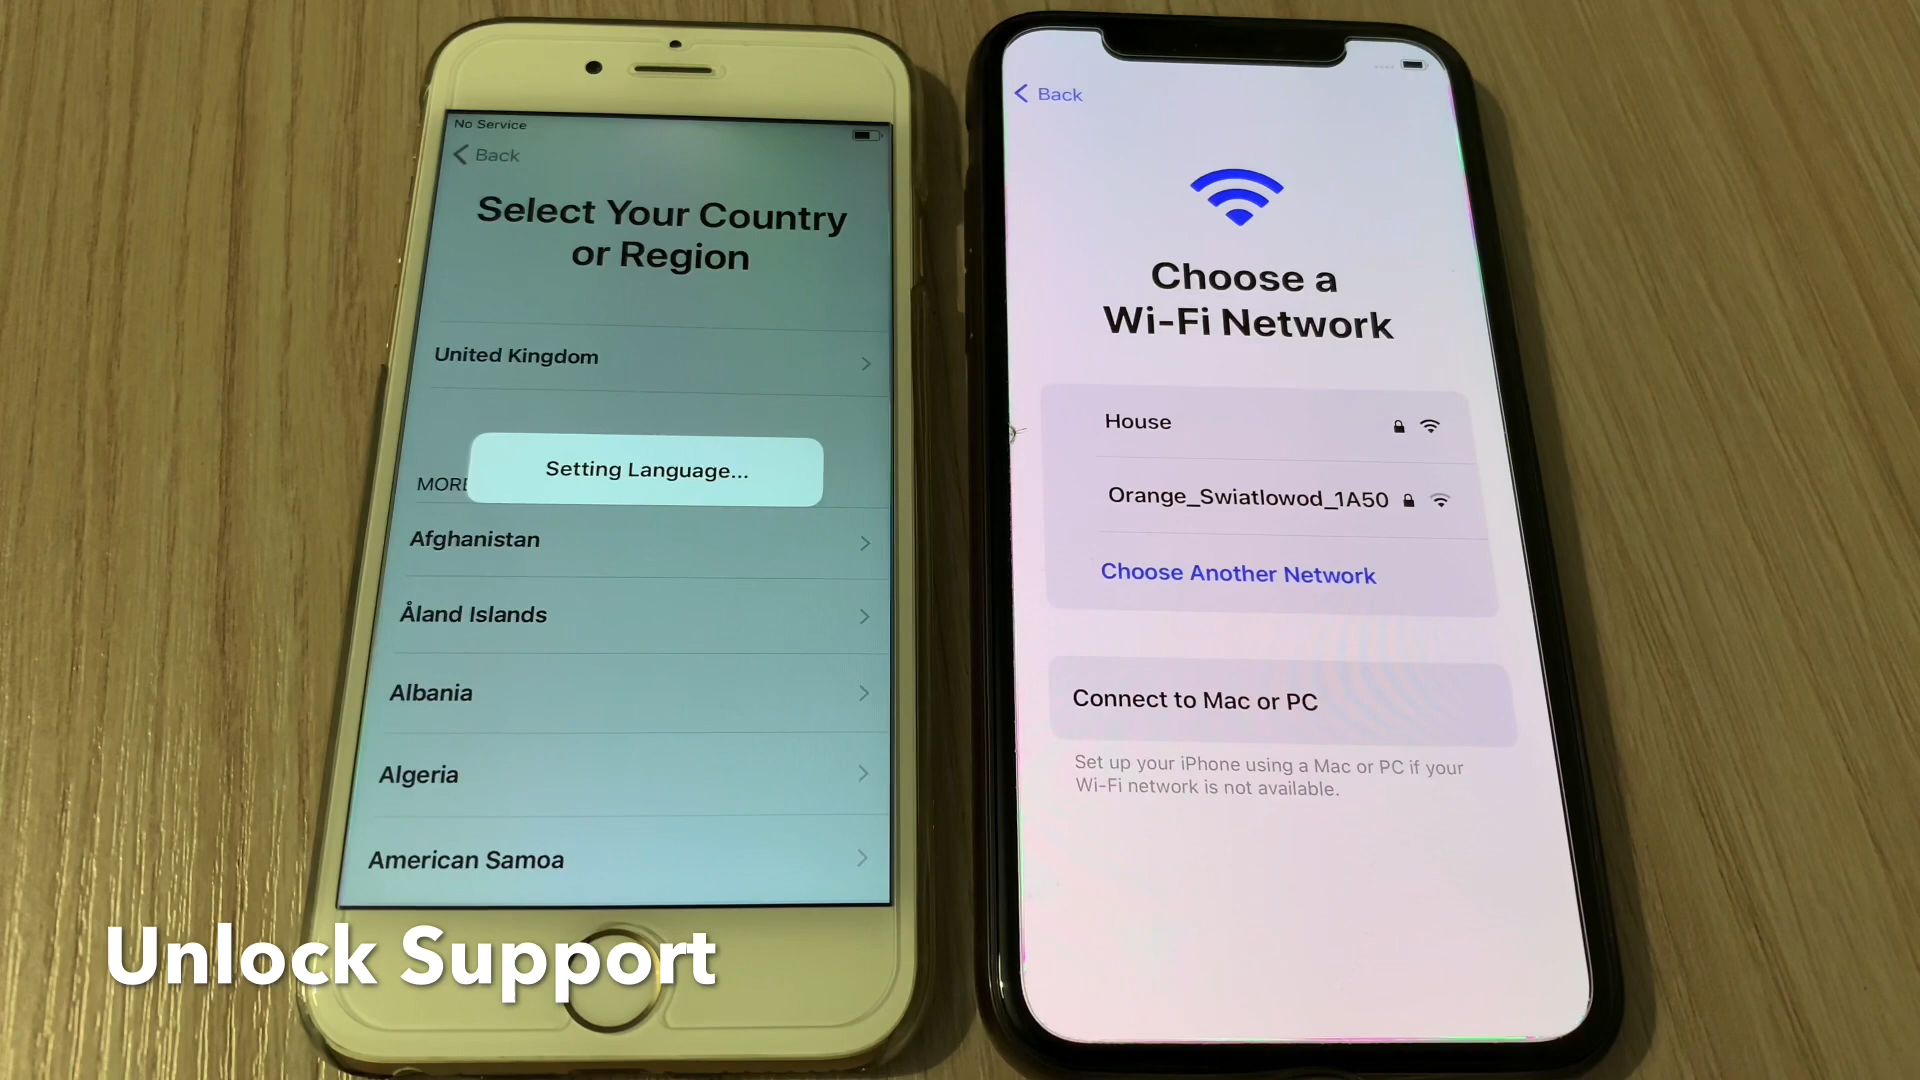 No Service
Back
Select Your Country
or Region
United Kingdom
Setting Language...
MORE
Afghanistan
Åland Islands
Albania
Algeria
American Samoa
Back
Choose a
Wi-Fi Network
House
Orange_Swiatlowod_1A50
Choose Another Network
Connect to Mac or PC
Set up your iPhone using a Mac or PC if your
Wi-Fi network is not available.
Unlock Support